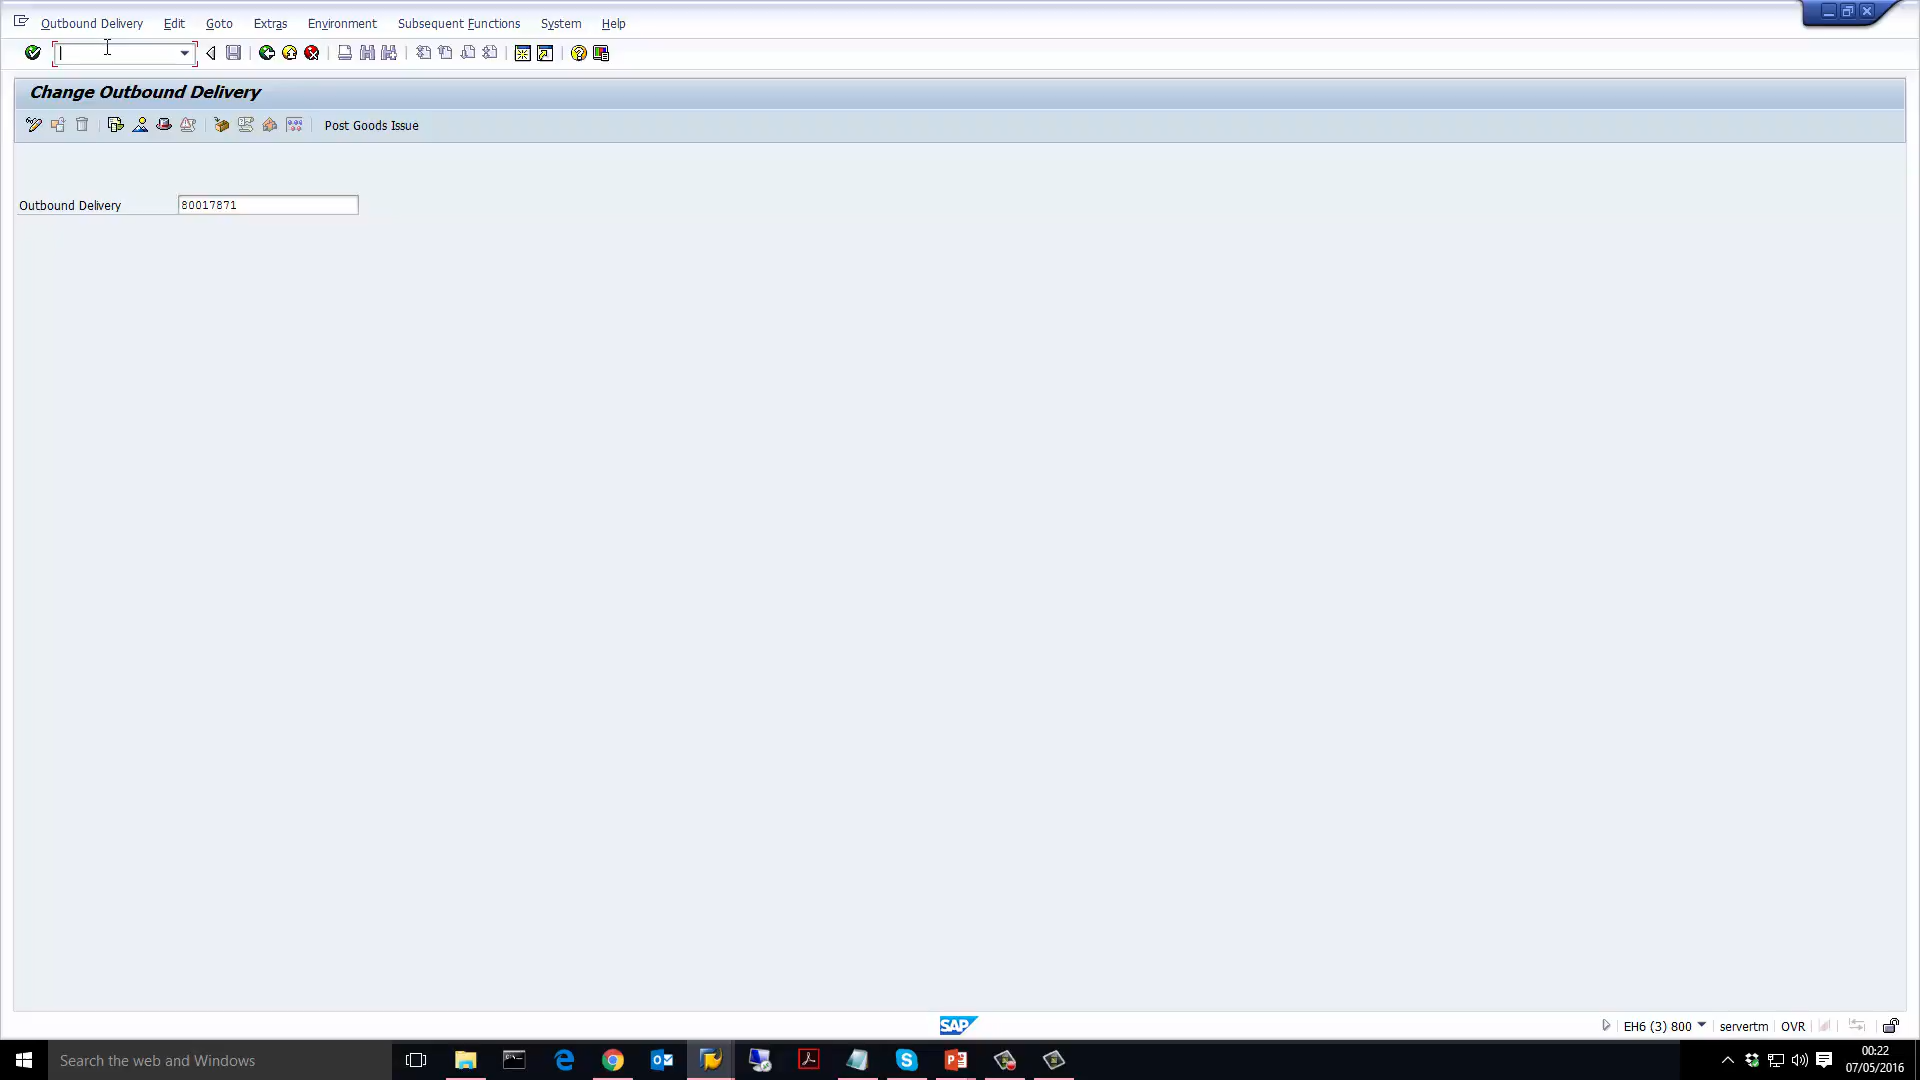 Outbound Delivery Edit Goto Extras Environment Subsequent Functions System Help
Change Outbound Delivery
Post Goods Issue
Outbound Delivery 80017871
SAP
EH6 (3) 800 servertm OVR
Search the web and Windows
00:22
07/05/2016